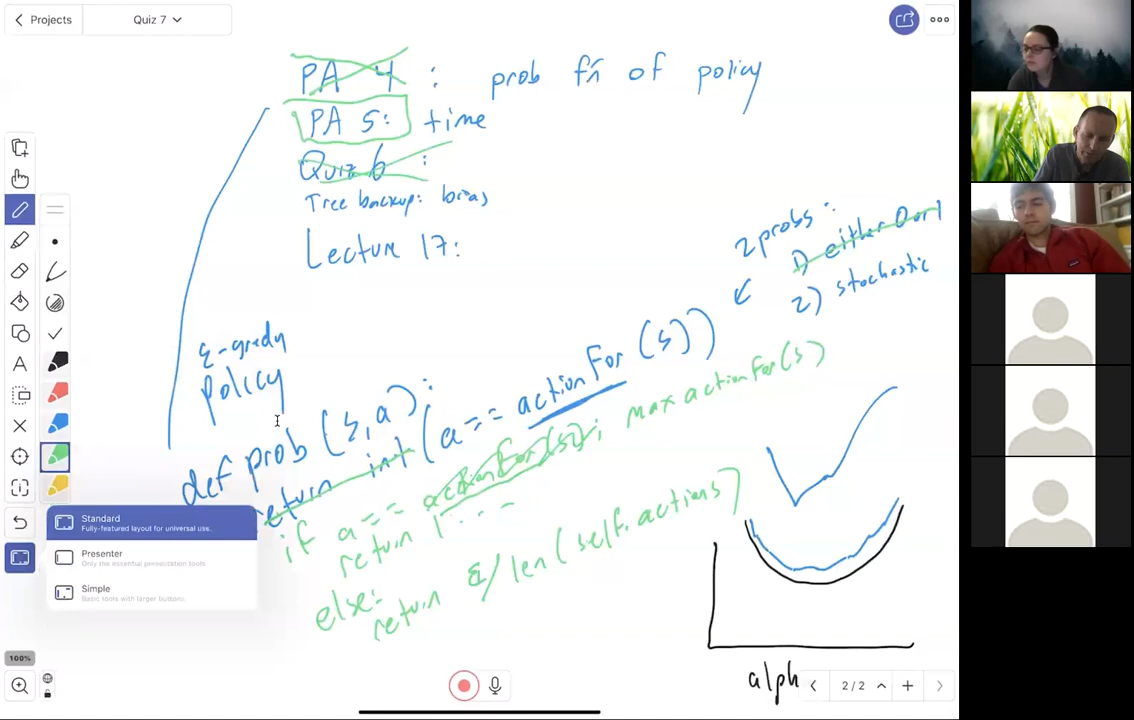 Projects
Quiz 7
PA 4 : prob fn of policy
PA 5: time
Quiz 6 :
Tree backup: bias
Lecture 17:
2 probs:
1) either 0 or 1
2) stochastic
ε-gredy
policy
def prob (s,a):
return int (a == actionFor (s))
if a == actionFor(s): max actionFor(s)
return 1 - - -
else:
return ε/len(self.actions)
alph
Standard
Fully-featured layout for universal use.
Presenter
Only the essential presentation tools
Simple
Basic tools with larger buttons.
100%
2 / 2